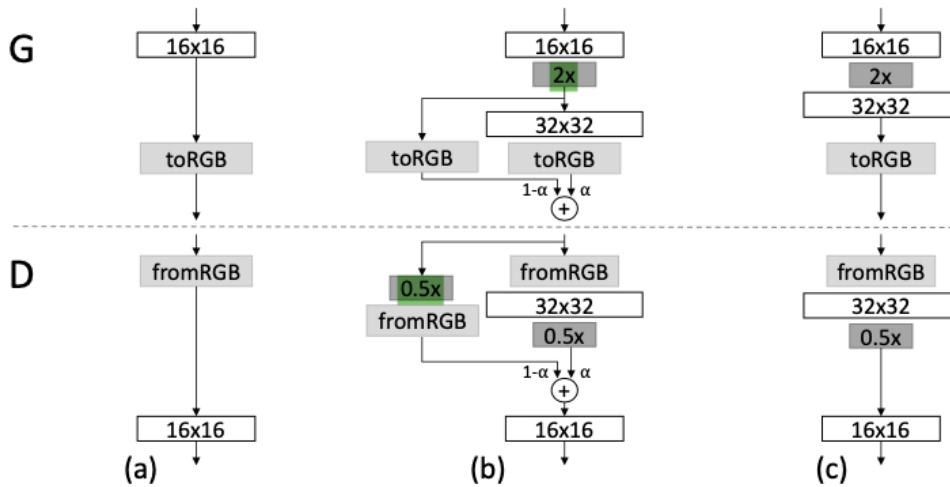 G
16x16
toRGB
16x16
2x
32x32
toRGB
toRGB
1-α
α
+
16x16
2x
32x32
toRGB
D
fromRGB
16x16
(a)
fromRGB
0.5x
32x32
fromRGB
0.5x
1-α
α
+
16x16
(b)
fromRGB
32x32
0.5x
16x16
(c)